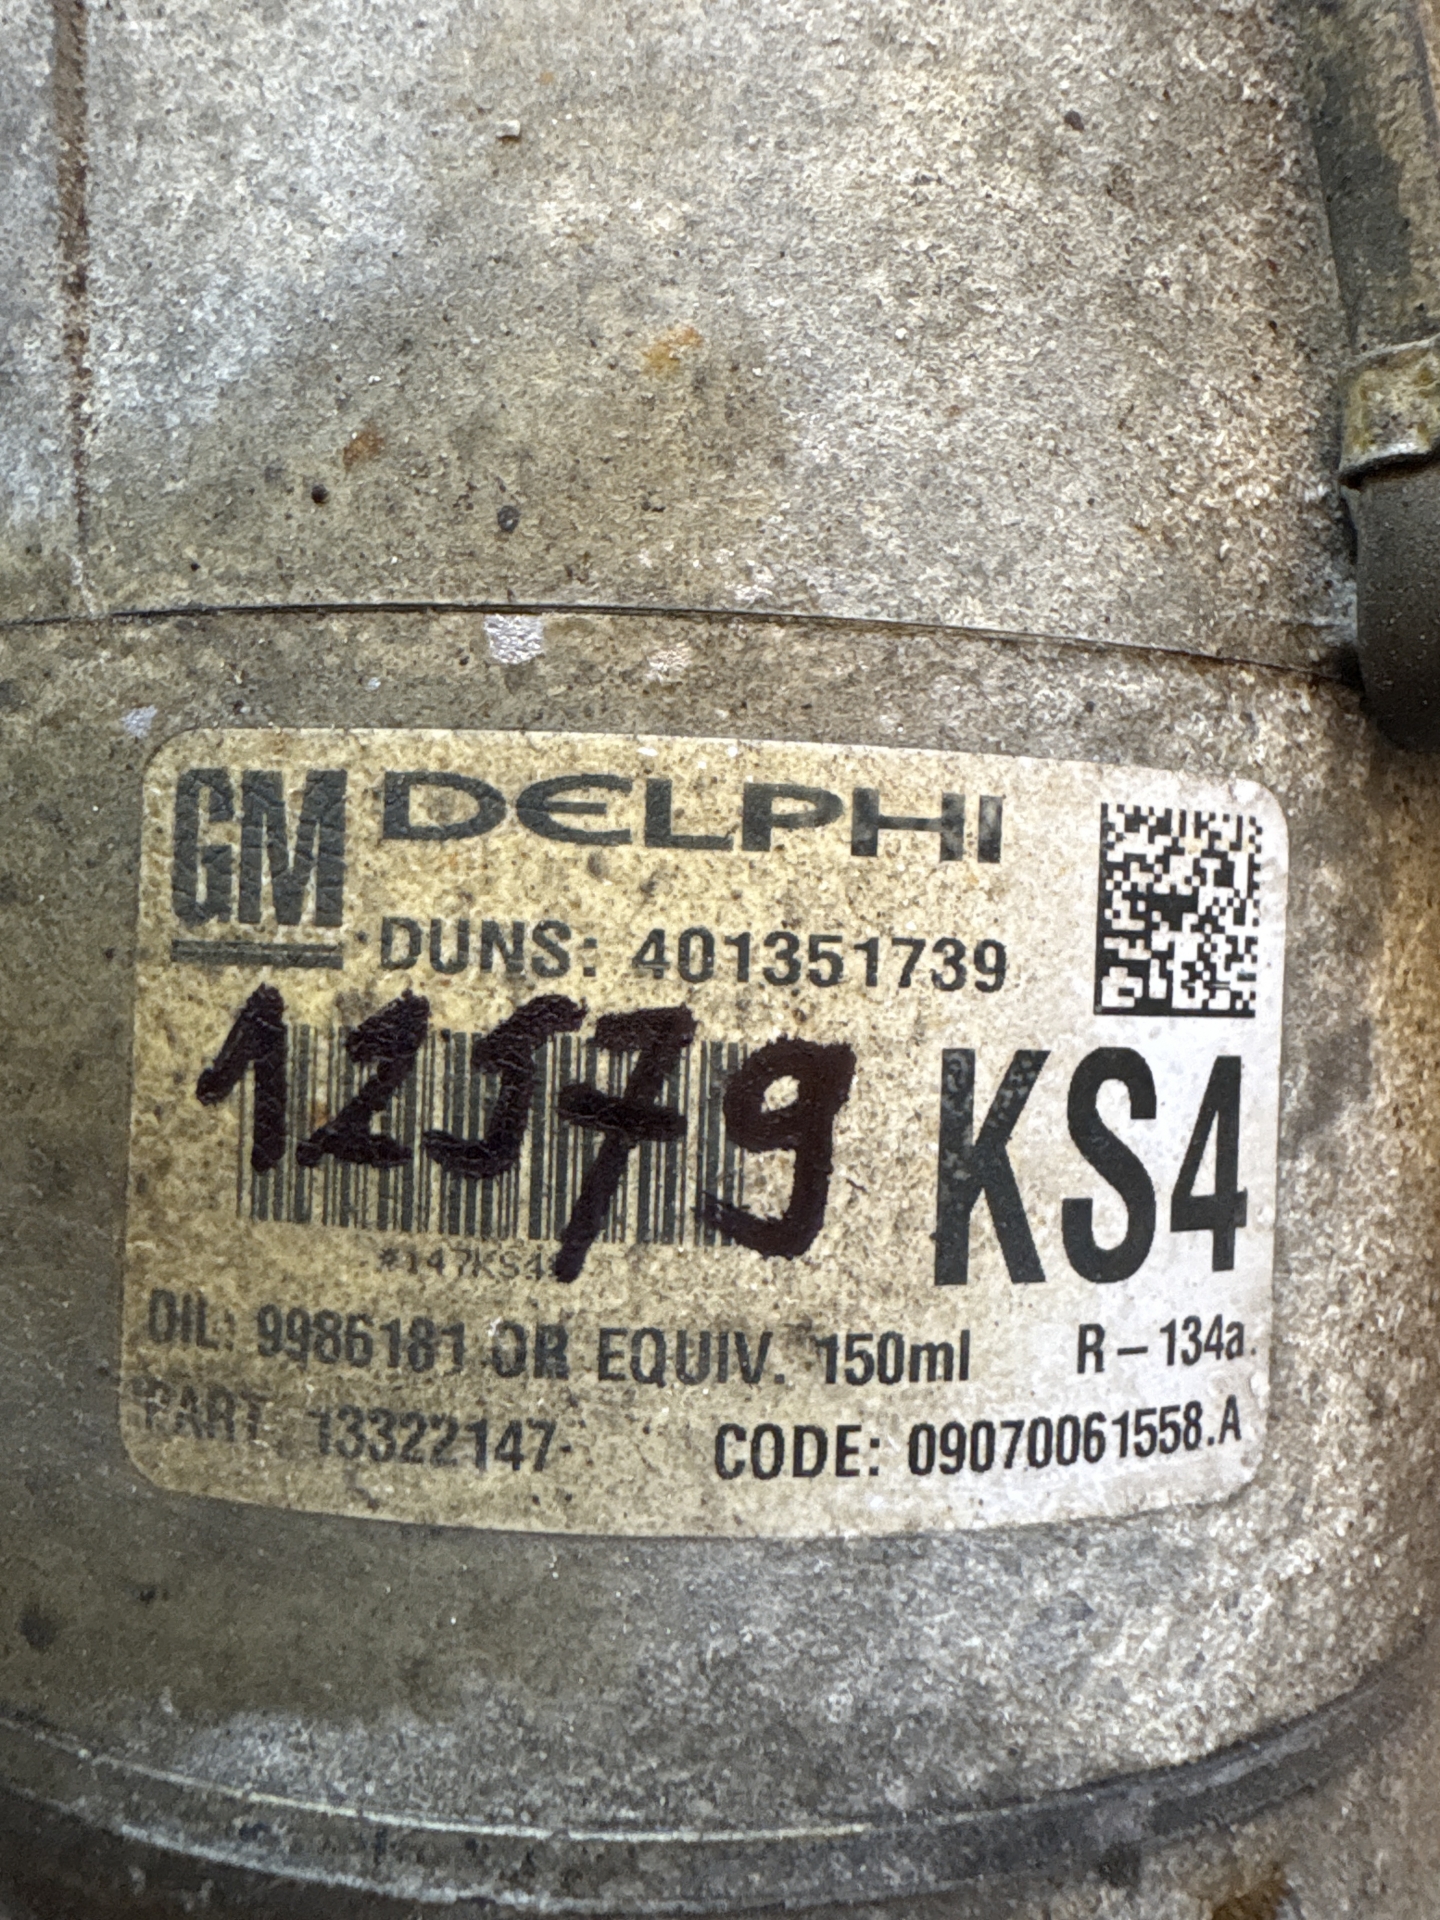 GM DELPHI
DUNS: 401351739
12579
KS4
*147KS4
OIL: 9986181 OR EQUIV. 150ml R-134a.
PART 13322147 CODE: 09070061558.A